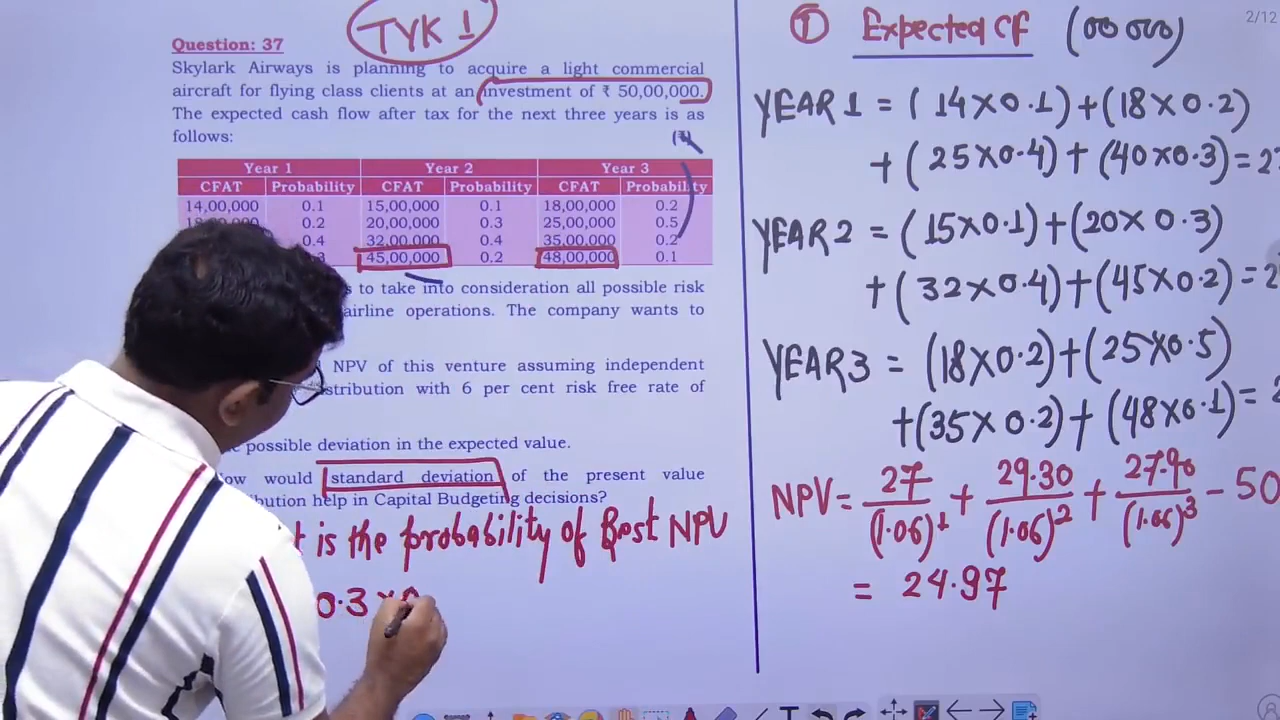 TYK 1
Question: 37
Skylark Airways is planning to acquire a light commercial
aircraft for flying class clients at an investment of ₹ 50,00,000.
The expected cash flow after tax for the next three years is as
follows:
Year 1 Year 2 Year 3
CFAT Probability CFAT Probability CFAT Probability
14,00,000 0.1 15,00,000 0.1 18,00,000 0.2
0.2 20,00,000 0.3 25,00,000 0.5
0.4 32,00,000 0.4 35,00,000 0.2
45,00,000 0.2 48,00,000 0.1
s to take into consideration all possible risk
airline operations. The company wants to
NPV of this venture assuming independent
stribution with 6 per cent risk free rate of
possible deviation in the expected value.
ow would standard deviation of the present value
bution help in Capital Budgeting decisions?
t is the probability of Best NPV
0.3 ×
2/12
① Expected CF (00 000)
YEAR 1 = (14×0.1)+(18×0.2)
+(25×0.4)+(40×0.3)=2
YEAR 2 = (15×0.1)+(20×0.3)
+(32×0.4)+(45×0.2)=2
YEAR 3 = (18×0.2)+(25×0.5)
+(35×0.2)+(48×0.1)=
NPV = 27/(1.06)¹ + 29.30/(1.06)² + 27.90/(1.06)³ − 50
= 24.97